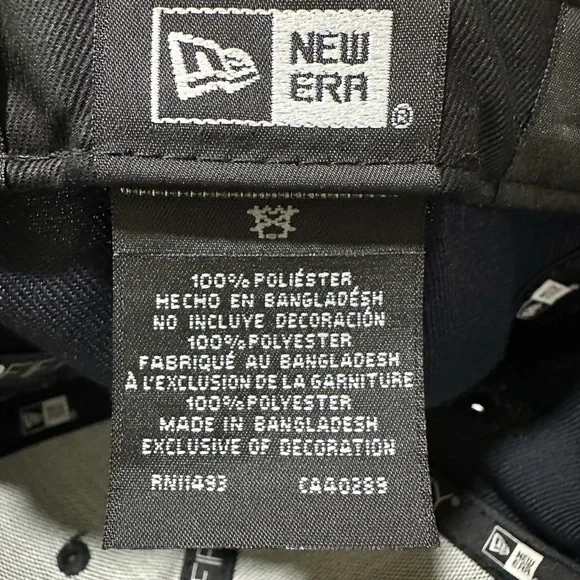 NEW
ERA
®
100% POLIÉSTER
HECHO EN BANGLADÉSH
NO INCLUYE DECORACIÓN
100% POLYESTER
FABRIQUÉ AU BANGLADESH
À L'EXCLUSION DE LA GARNITURE
100% POLYESTER
MADE IN BANGLADESH
EXCLUSIVE OF DECORATION
RN11493 CA40289